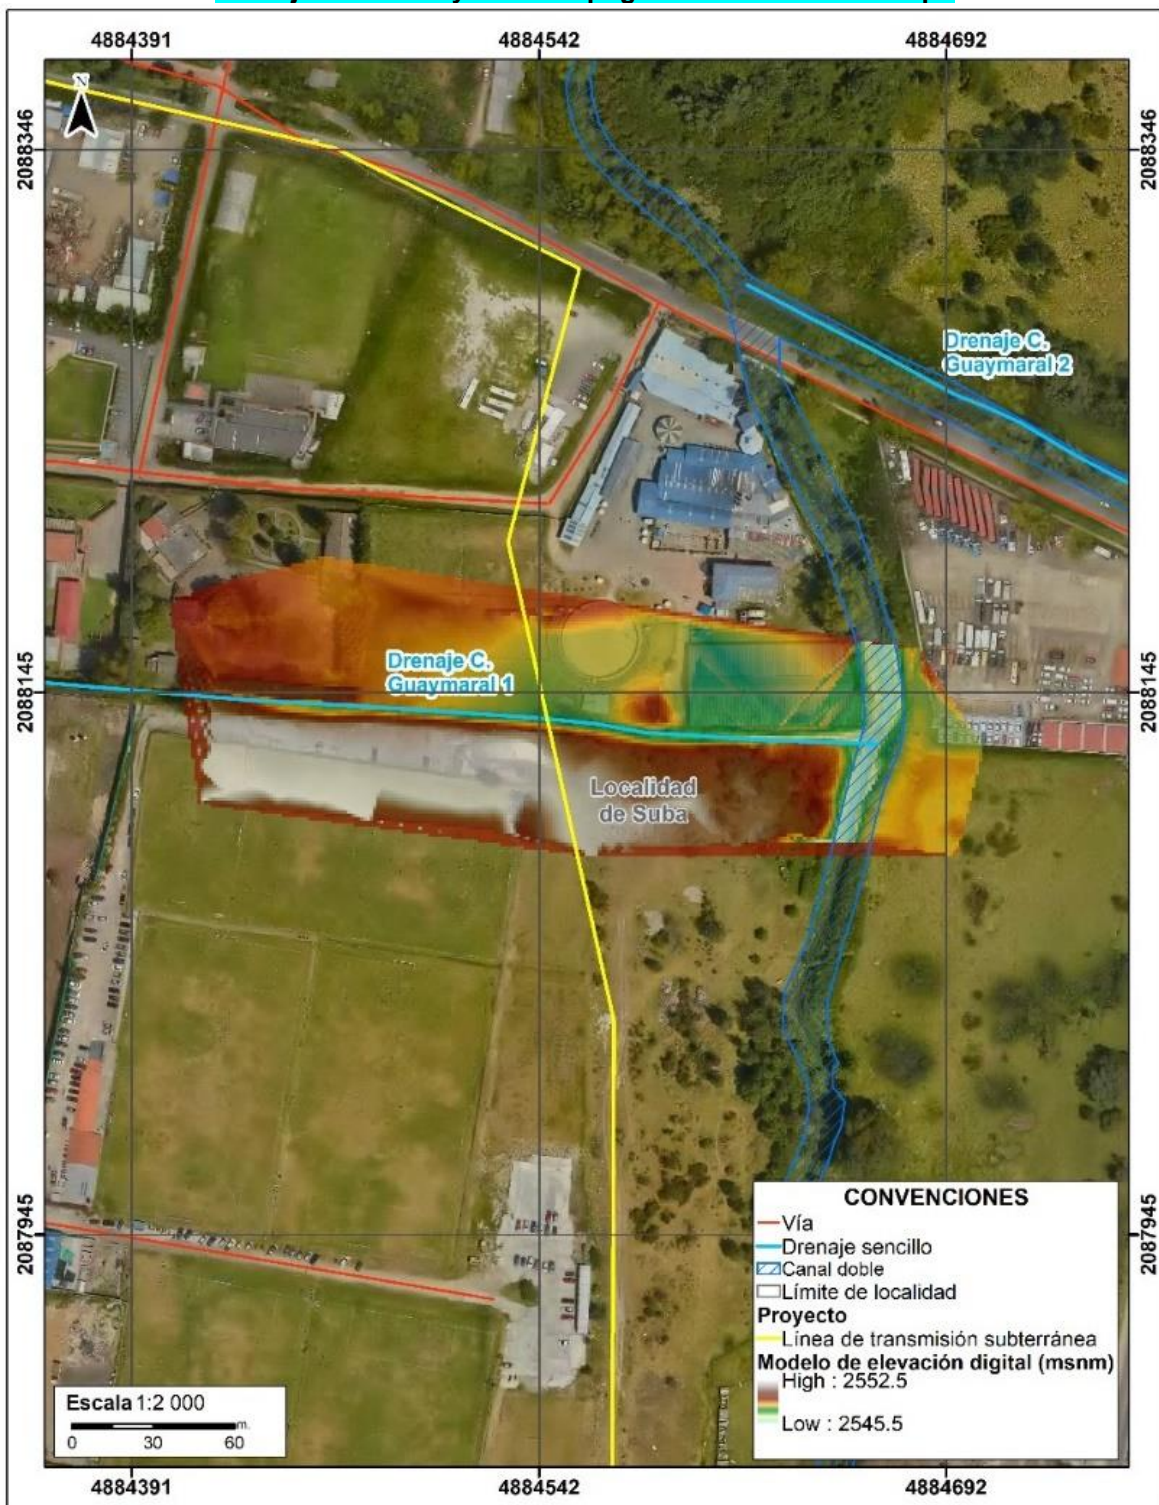 4884391 4884542 4884692
N
2088346 2088346
Drenaje C.
Guaymaral 2
Drenaje C.
Guaymaral 1
2088145 2088145
Localidad
de Suba
2087945 2087945
CONVENCIONES
Vía
Drenaje sencillo
Canal doble
Límite de localidad
Proyecto
Línea de transmisión subterránea
Modelo de elevación digital (msnm)
High : 2552.5
Low : 2545.5
Escala 1:2 000
m.
0 30 60
4884391 4884542 4884692